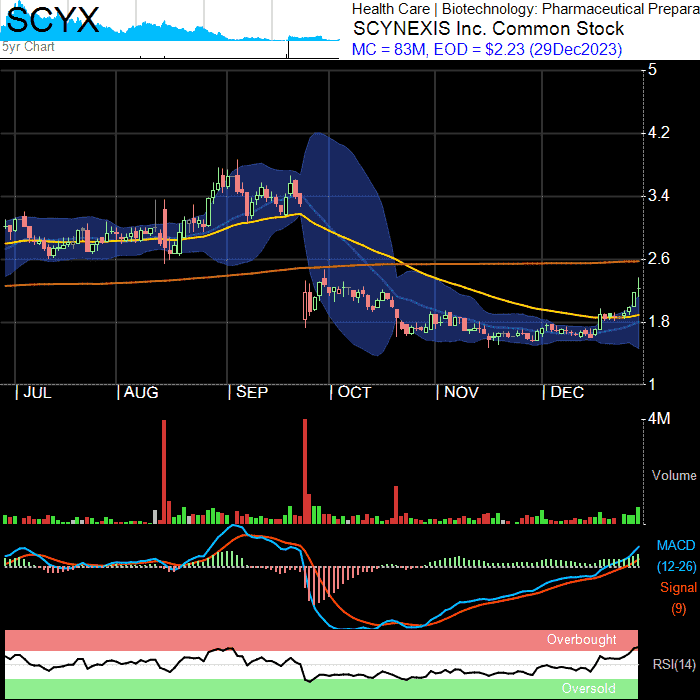 SCYX
5yr Chart
Health Care | Biotechnology: Pharmaceutical Prepara
SCYNEXIS Inc. Common Stock
MC = 83M, EOD = $2.23 (29Dec2023)
5
4.2
3.4
2.6
1.8
1
JUL
AUG
SEP
OCT
NOV
DEC
4M
Volume
MACD
(12-26)
Signal
(9)
Overbought
RSI(14)
Oversold